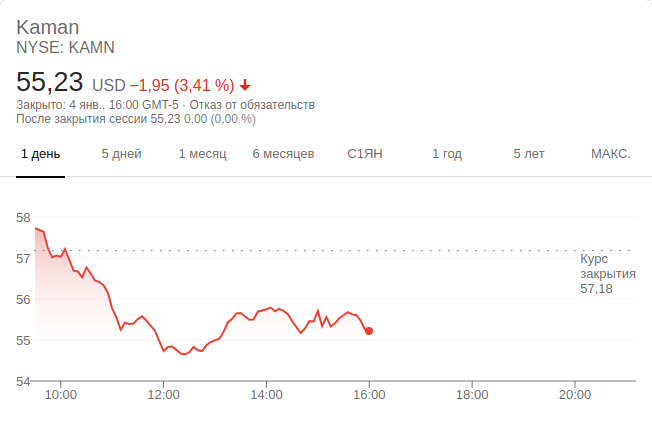 Kaman
NYSE: KAMN
55,23 USD −1,95 (3,41 %)
Закрыто: 4 янв., 16:00 GMT-5 · Отказ от обязательств
После закрытия сессии 55,23 0,00 (0,00 %)
1 день 5 дней 1 месяц 6 месяцев С1ЯН 1 год 5 лет МАКС.
58
57
56
55
54
Курс
закрытия
57,18
10:00 12:00 14:00 16:00 18:00 20:00